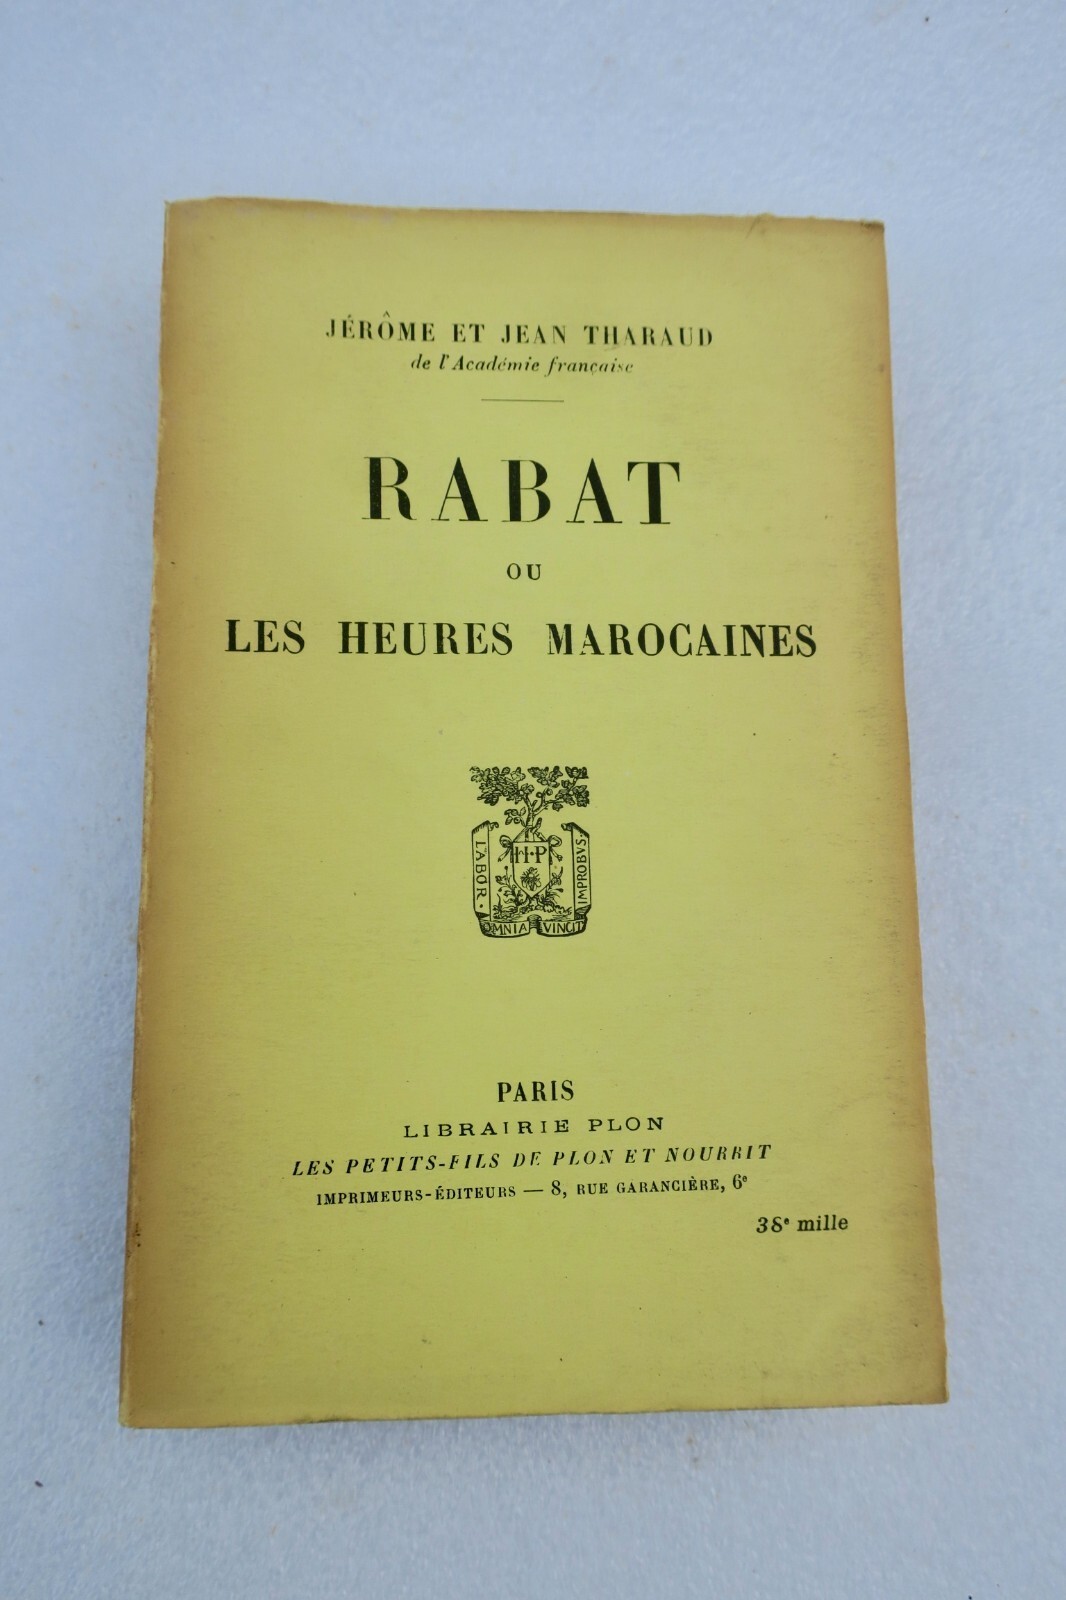 JÉRÔME ET JEAN THARAUD
de l'Académie française
RABAT
OU
LES HEURES MAROCAINES
H·P
LABOR·
IMPROBVS·
OMNIA VINCIT
PARIS
LIBRAIRIE PLON
LES PETITS-FILS DE PLON ET NOURRIT
IMPRIMEURS-ÉDITEURS — 8, RUE GARANCIÈRE, 6e
38e mille